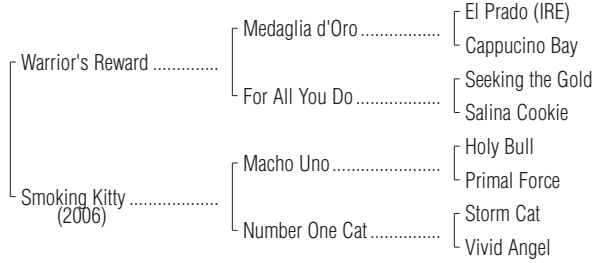 El Prado (IRE)
Medaglia d'Oro .................
Cappucino Bay
Warrior's Reward ..............
Seeking the Gold
For All You Do ..................
Salina Cookie
Holy Bull
Macho Uno ......................
Primal Force
Smoking Kitty ...................
(2006)
Storm Cat
Number One Cat ...............
Vivid Angel